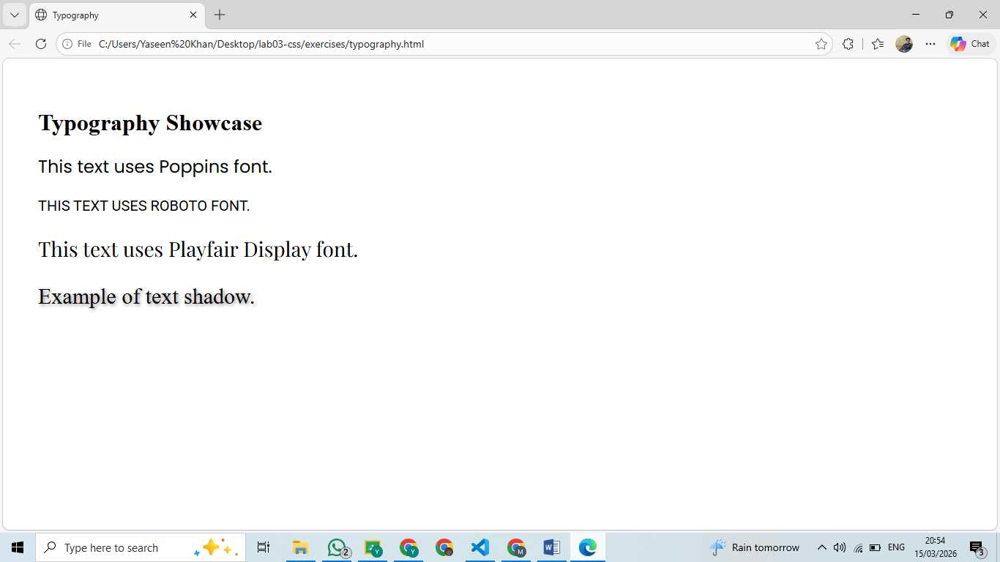 Typography
File C:/Users/Yaseen%20Khan/Desktop/lab03-css/exercises/typography.html
Chat
Typography Showcase
This text uses Poppins font.
THIS TEXT USES ROBOTO FONT.
This text uses Playfair Display font.
Example of text shadow.
Type here to search
2
Y
Y
M
Rain tomorrow
ENG
20:54
15/03/2026
3